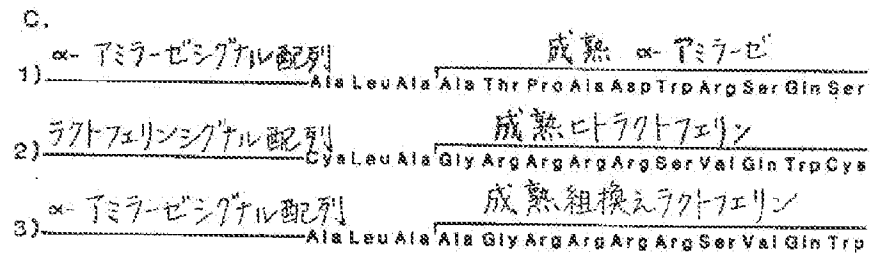 C.
α- アミラーゼシグナル配列 成熟 α- アミラーゼ
1) Ala Leu Ala Ala Thr Pro Ala Asp Trp Arg Ser Gln Ser
ラクトフェリンシグナル配列 成熟ヒトラクトフェリン
2) Cys Leu Ala Gly Arg Arg Arg Arg Ser Val Gln Trp Cys
α- アミラーゼシグナル配列 成熟組換えラクトフェリン
3) Ala Leu Ala Ala Gly Arg Arg Arg Arg Ser Val Gln Trp